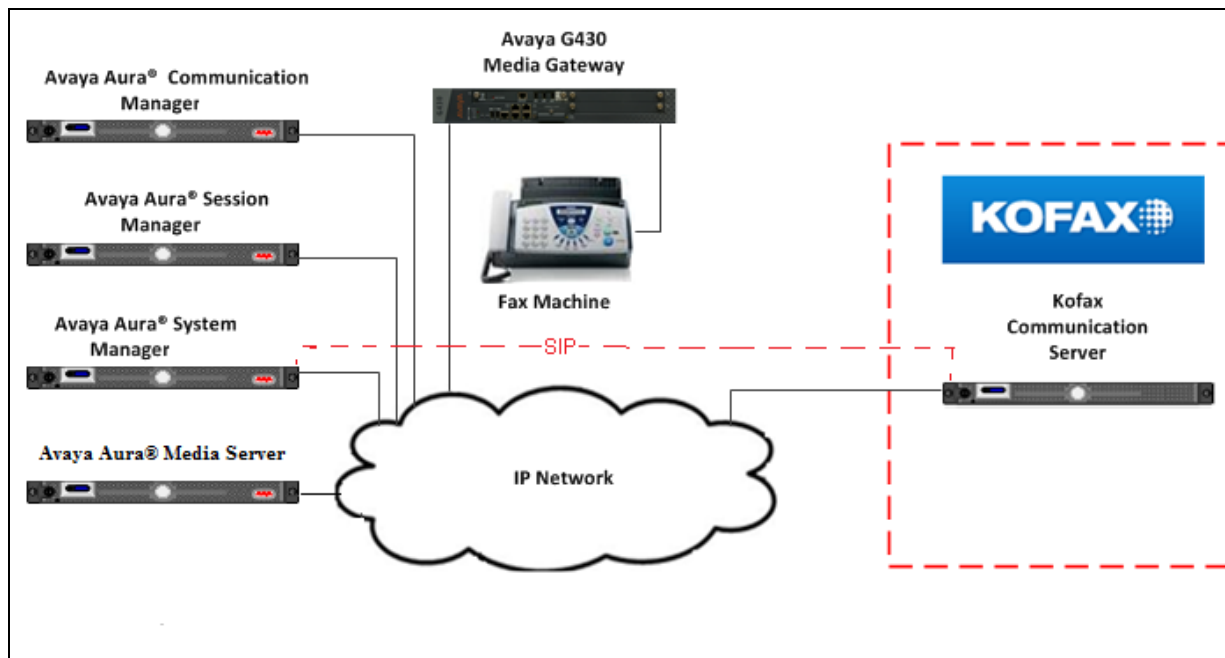 Avaya Aura® Communication
Manager
Avaya G430
Media Gateway
Avaya Aura® Session
Manager
KOFAX
Fax Machine
Avaya Aura® System
Manager
SIP
Kofax
Communication
Server
Avaya Aura® Media Server
IP Network